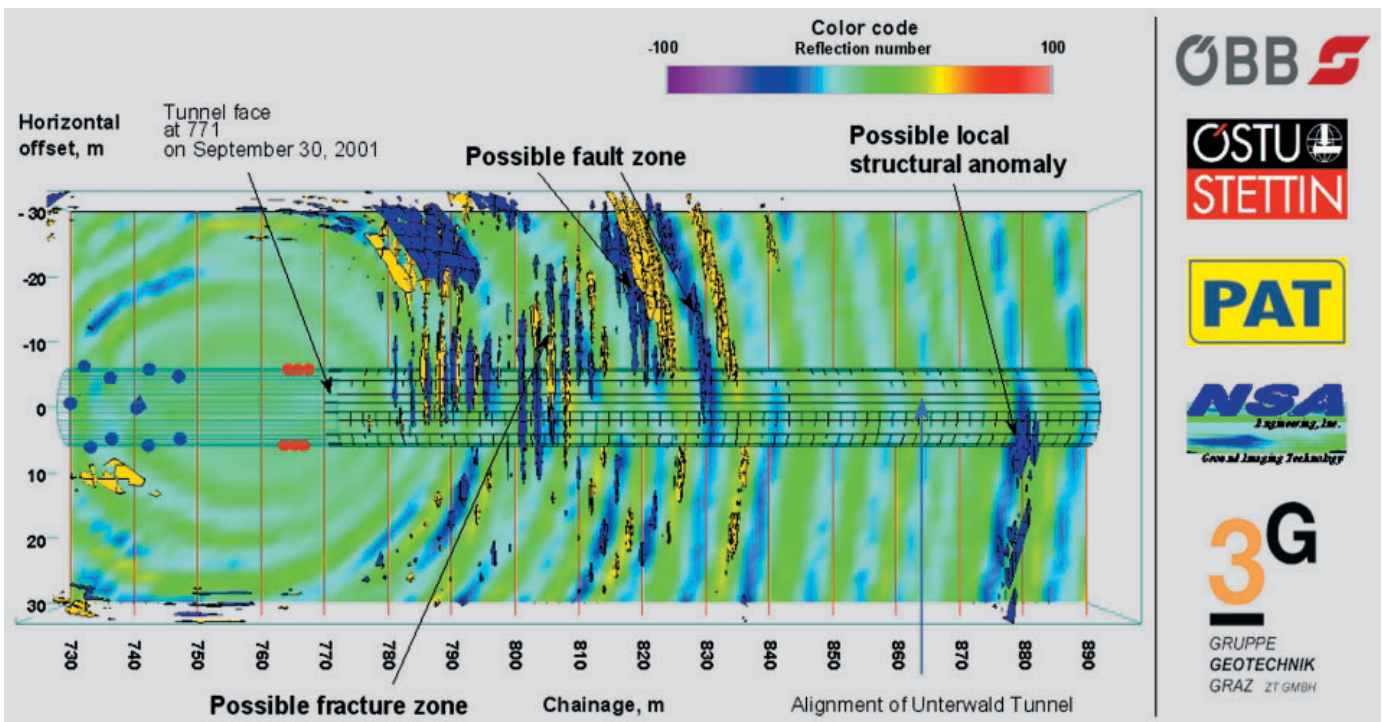 Color code
-100
Reflection number
100
Horizontal
offset, m
Tunnel face
at 771
on September 30, 2001
Possible fault zone
Possible local
structural anomaly
- 30
-20
-10
0
10
20
30
730
740
750
760
770
780
790
800
810
820
830
840
850
860
870
880
890
Possible fracture zone
Chainage, m
Alignment of Unterwald Tunnel
ÖBB
ÖSTU
STETTIN
PAT
NSA
Engineering, Inc.
Ground Imaging Technology
3G
GRUPPE
GEOTECHNIK
GRAZ ZT GMBH